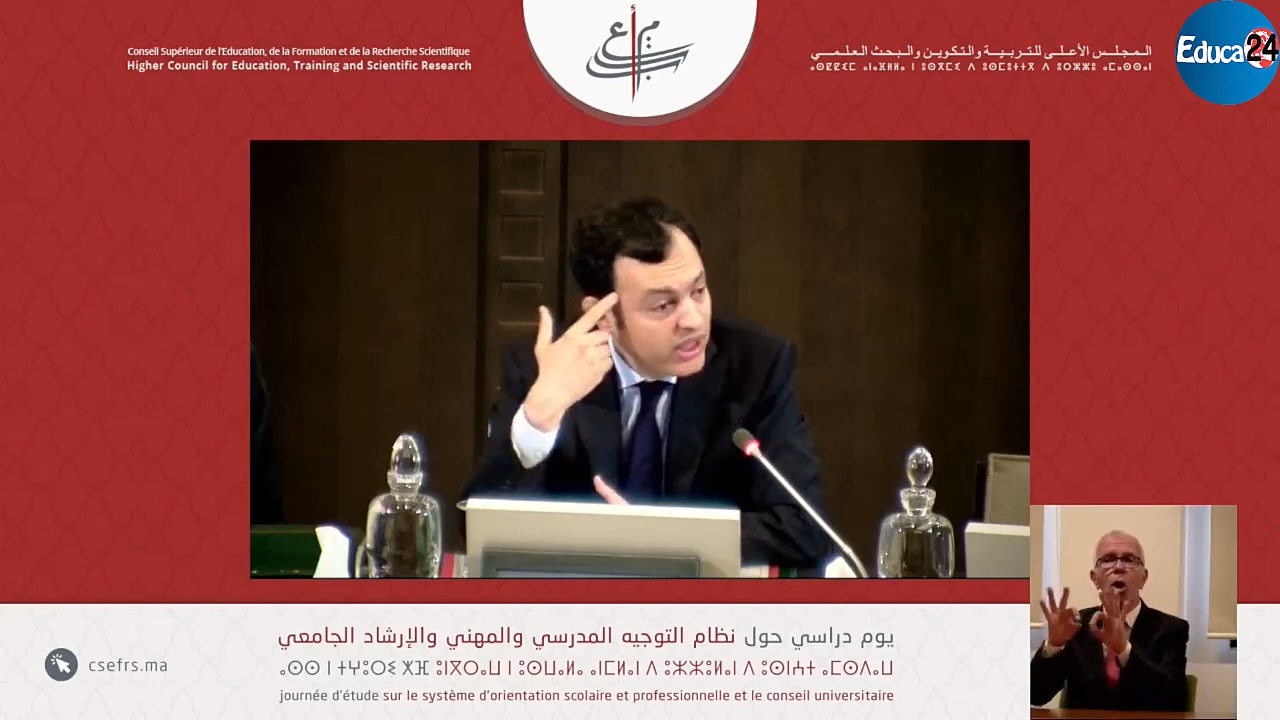 Conseil Supérieur de l'Education, de la Formation et de la Recherche Scientifique
Higher Council for Education, Training and Scientific Research
المجلس الأعلى للتربية والتكوين والبحث العلمي
Educa24
يوم دراسي حول نظام التوجيه المدرسي والمهني والإرشاد الجامعي
csefrs.ma
journée d'étude sur le système d'orientation scolaire et professionnelle et le conseil universitaire